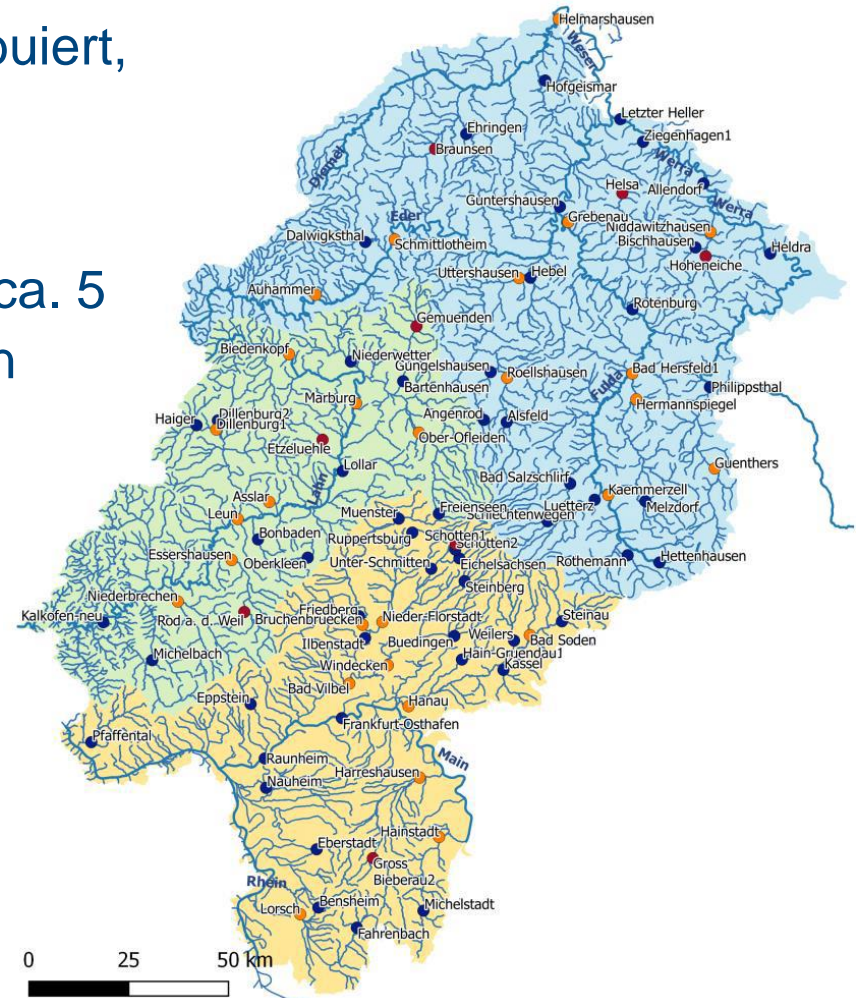 ouiert,
ca. 5
n
Helmarshausen
Weser
Hofgeismar
Letzter Heller
Ziegenhagen1
Ehringen
Braunsen
Diemel
Werra
Helsa
Allendorf
Werra
Eder
Guntershausen
Grebenau
Niddawitzhausen
Bischhausen
Heldra
Hoheneiche
Dalwigksthal
Schmittlotheim
Uttershausen
Hebel
Auhammer
Rotenburg
Gemuenden
Biedenkopf
Niederwetter
Gungelshausen
Roellshausen
Bad Hersfeld1
Bartenhausen
Fulda
Philippsthal
Marburg
Hermannspiegel
Haiger
Dillenburg2
Dillenburg1
Angenrod
Alsfeld
Ober-Ofleiden
Etzeluehle
Lollar
Lahn
Bad Salzschlirf
Guenthers
Kaemmerzell
Asslar
Luetterz
Melzdorf
Leun
Muenster
Freienseen
Schlechtenwegen
Bonbaden
Ruppertsburg
Schotten1
Schotten2
Essershausen
Oberkleen
Unter-Schmitten
Eichelsachsen
Rothemann
Hettenhausen
Steinberg
Niederbrechen
Kalkofen-neu
Rod a. d. Weil
Friedberg
Bruchenbruecken
Nieder-Florstadt
Steinau
Ilbenstadt
Buedingen
Weilers
Bad Soden
Michelbach
Hain-Gruendau1
Windecken
Kassel
Bad Vilbel
Eppstein
Hanau
Frankfurt-Osthafen
Pfaffental
Main
Raunheim
Harreshausen
Nauheim
Hainstadt
Eberstadt
Gross
Bieberau2
Rhein
Lorsch
Bensheim
Michelstadt
Fahrenbach
0 25 50 km